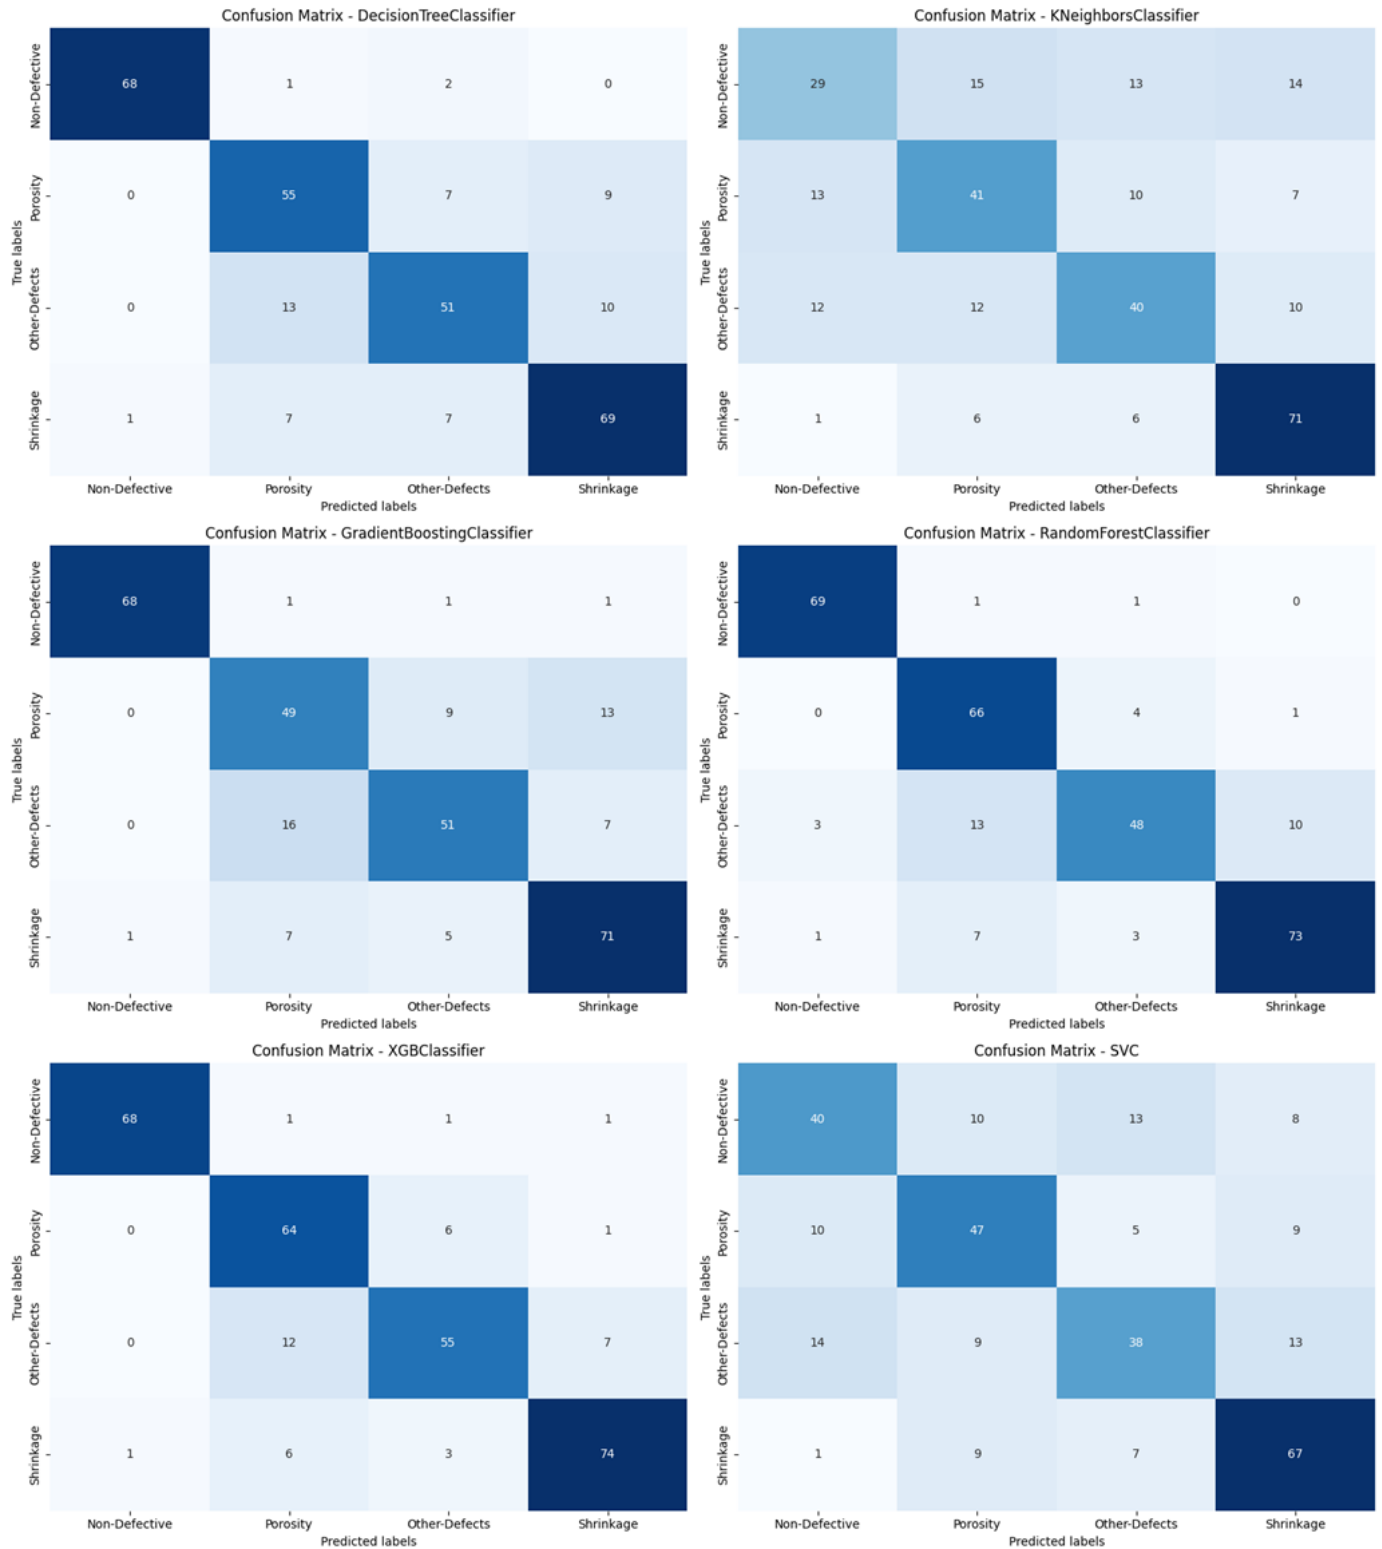 Confusion Matrix - DecisionTreeClassifier
True labels
Non-Defective 68 1 2 0
Porosity 0 55 7 9
Other-Defects 0 13 51 10
Shrinkage 1 7 7 69
Non-Defective Porosity Other-Defects Shrinkage
Predicted labels
Confusion Matrix - KNeighborsClassifier
True labels
Non-Defective 29 15 13 14
Porosity 13 41 10 7
Other-Defects 12 12 40 10
Shrinkage 1 6 6 71
Non-Defective Porosity Other-Defects Shrinkage
Predicted labels
Confusion Matrix - GradientBoostingClassifier
True labels
Non-Defective 68 1 1 1
Porosity 0 49 9 13
Other-Defects 0 16 51 7
Shrinkage 1 7 5 71
Non-Defective Porosity Other-Defects Shrinkage
Predicted labels
Confusion Matrix - RandomForestClassifier
True labels
Non-Defective 69 1 1 0
Porosity 0 66 4 1
Other-Defects 3 13 48 10
Shrinkage 1 7 3 73
Non-Defective Porosity Other-Defects Shrinkage
Predicted labels
Confusion Matrix - XGBClassifier
True labels
Non-Defective 68 1 1 1
Porosity 0 64 6 1
Other-Defects 0 12 55 7
Shrinkage 1 6 3 74
Non-Defective Porosity Other-Defects Shrinkage
Predicted labels
Confusion Matrix - SVC
True labels
Non-Defective 40 10 13 8
Porosity 10 47 5 9
Other-Defects 14 9 38 13
Shrinkage 1 9 7 67
Non-Defective Porosity Other-Defects Shrinkage
Predicted labels